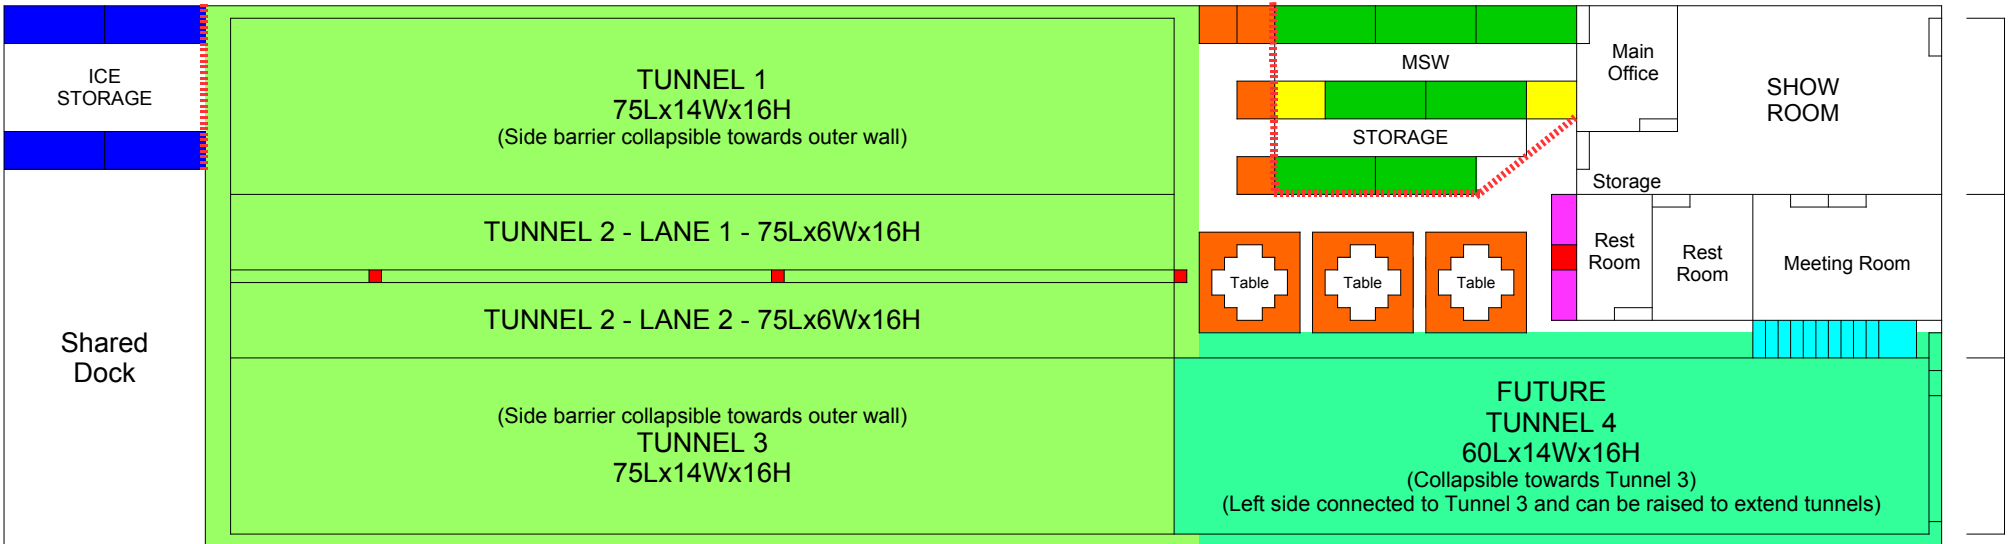 ICE
STORAGE
TUNNEL 1
75Lx14Wx16H
(Side barrier collapsible towards outer wall)
MSW
STORAGE
Main
Office
SHOW
ROOM
Storage
TUNNEL 2 - LANE 1 - 75Lx6Wx16H
TUNNEL 2 - LANE 2 - 75Lx6Wx16H
Table
Table
Table
Rest
Room
Rest
Room
Meeting Room
Shared
Dock
(Side barrier collapsible towards outer wall)
TUNNEL 3
75Lx14Wx16H
FUTURE
TUNNEL 4
60Lx14Wx16H
(Collapsible towards Tunnel 3)
(Left side connected to Tunnel 3 and can be raised to extend tunnels)